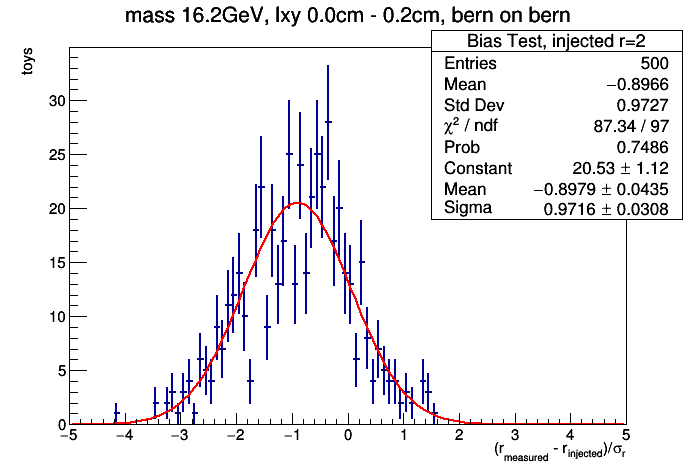 mass 16.2GeV, lxy 0.0cm - 0.2cm, bern on bern
Bias Test, injected r=2
Entries 500
Mean −0.8966
Std Dev 0.9727
χ² / ndf 87.34 / 97
Prob 0.7486
Constant 20.53 ± 1.12
Mean −0.8979 ± 0.0435
Sigma 0.9716 ± 0.0308
toys
30
25
20
15
10
5
0
−5 −4 −3 −2 −1 0 1 2 3 4 5
(r_measured - r_injected)/σ_r